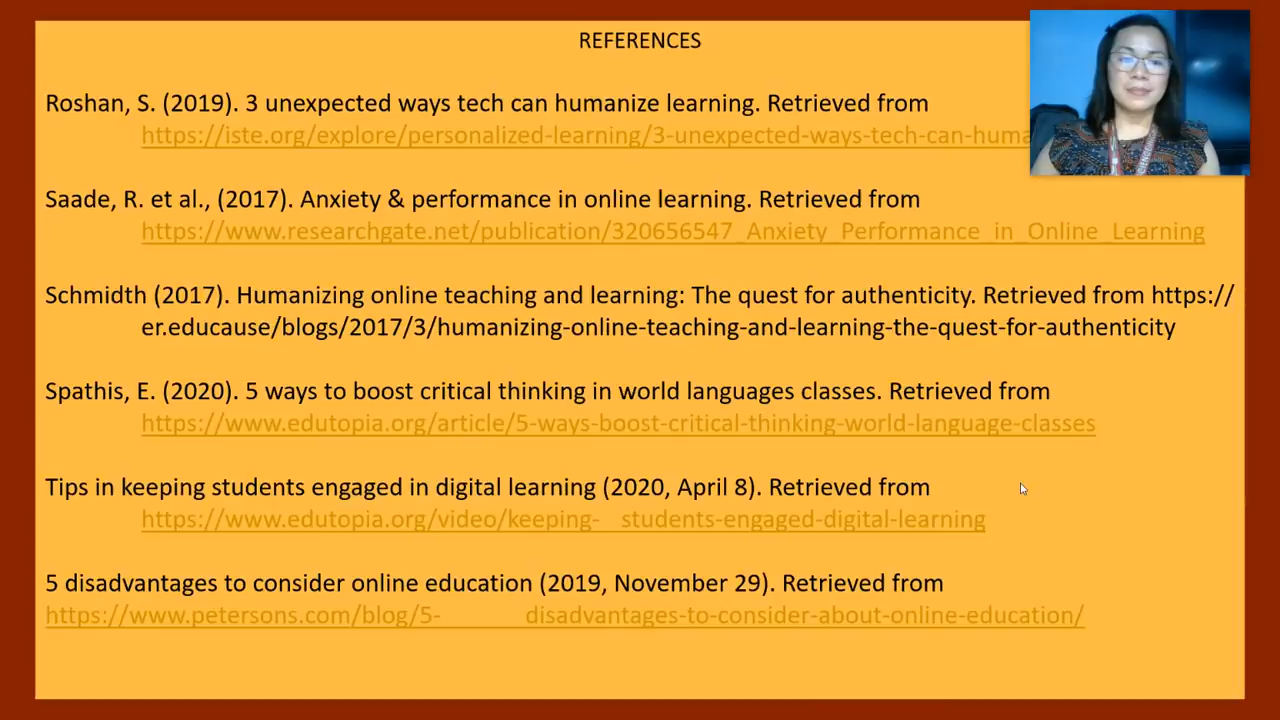 REFERENCES
Roshan, S. (2019). 3 unexpected ways tech can humanize learning. Retrieved from
https://iste.org/explore/personalized-learning/3-unexpected-ways-tech-can-huma
Saade, R. et al., (2017). Anxiety & performance in online learning. Retrieved from
https://www.researchgate.net/publication/320656547_Anxiety_Performance_in_Online_Learning
Schmidth (2017). Humanizing online teaching and learning: The quest for authenticity. Retrieved from https://
er.educause/blogs/2017/3/humanizing-online-teaching-and-learning-the-quest-for-authenticity
Spathis, E. (2020). 5 ways to boost critical thinking in world languages classes. Retrieved from
https://www.edutopia.org/article/5-ways-boost-critical-thinking-world-language-classes
Tips in keeping students engaged in digital learning (2020, April 8). Retrieved from
https://www.edutopia.org/video/keeping- students-engaged-digital-learning
5 disadvantages to consider online education (2019, November 29). Retrieved from
https://www.petersons.com/blog/5- disadvantages-to-consider-about-online-education/